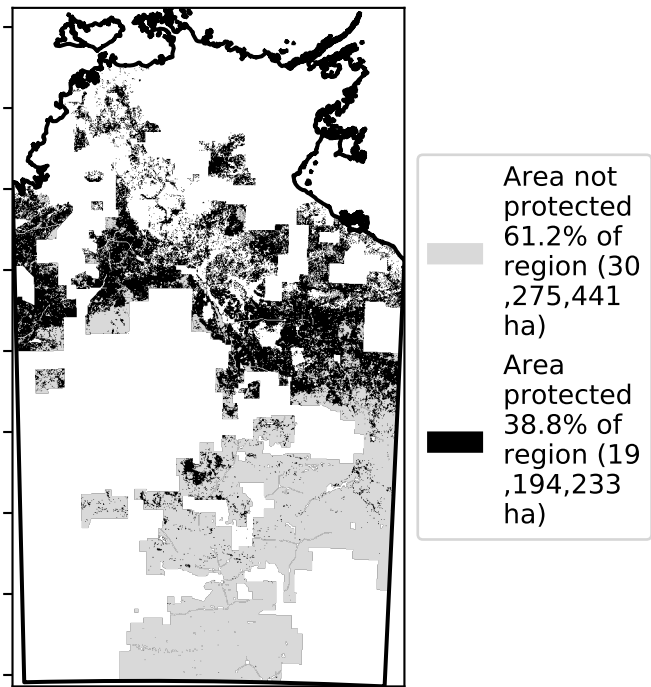 Area not
protected
61.2% of
region (30
,275,441
ha)
Area
protected
38.8% of
region (19
,194,233
ha)